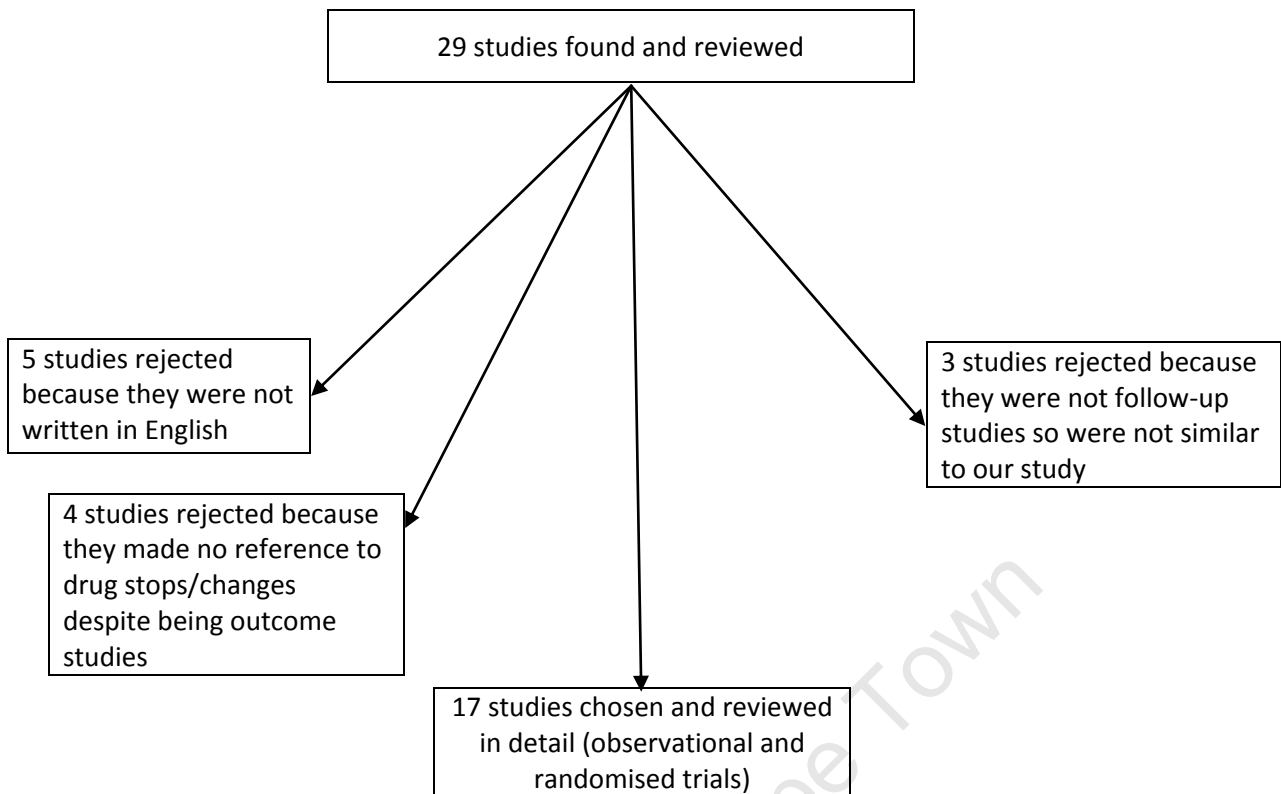 29 studies found and reviewed
5 studies rejected
because they were not
written in English
3 studies rejected because
they were not follow-up
studies so were not similar
to our study
4 studies rejected because
they made no reference to
drug stops/changes
despite being outcome
studies
17 studies chosen and reviewed
in detail (observational and
randomised trials)
Town